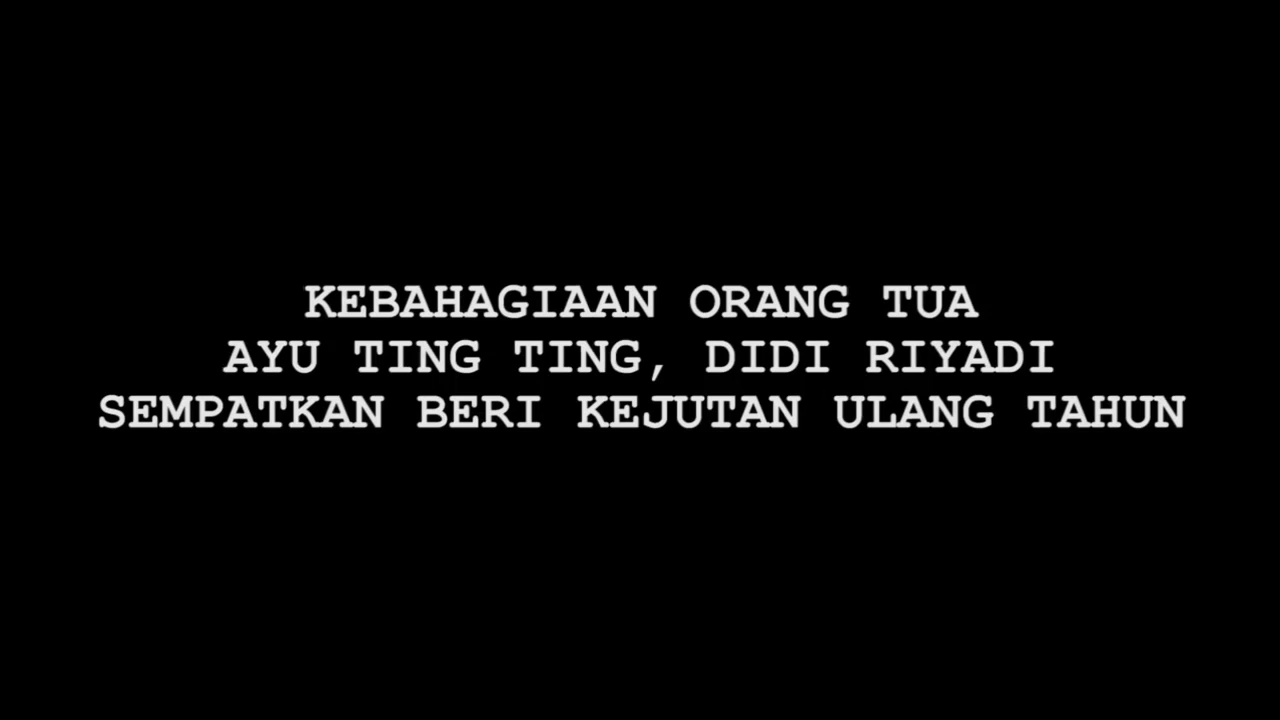 KEBAHAGIAAN ORANG TUA
AYU TING TING, DIDI RIYADI
SEMPATKAN BERI KEJUTAN ULANG TAHUN